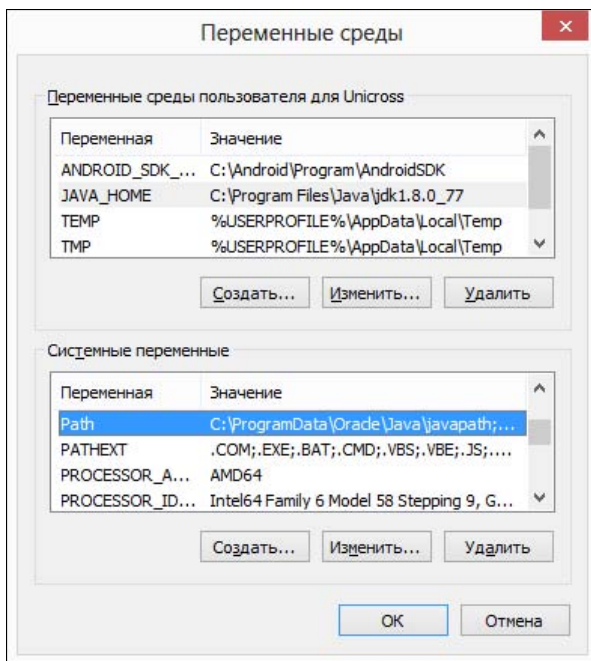 Переменные среды
Переменные среды пользователя для Unicross
Переменная Значение
ANDROID_SDK_... C:\Android\Program\AndroidSDK
JAVA_HOME C:\Program Files\Java\jdk1.8.0_77
TEMP %USERPROFILE%\AppData\Local\Temp
TMP %USERPROFILE%\AppData\Local\Temp
Создать... Изменить... Удалить
Системные переменные
Переменная Значение
Path C:\ProgramData\Oracle\Java\javapath;...
PATHEXT .COM;.EXE;.BAT;.CMD;.VBS;.VBE;.JS;....
PROCESSOR_A... AMD64
PROCESSOR_ID... Intel64 Family 6 Model 58 Stepping 9, G...
Создать... Изменить... Удалить
ОК Отмена